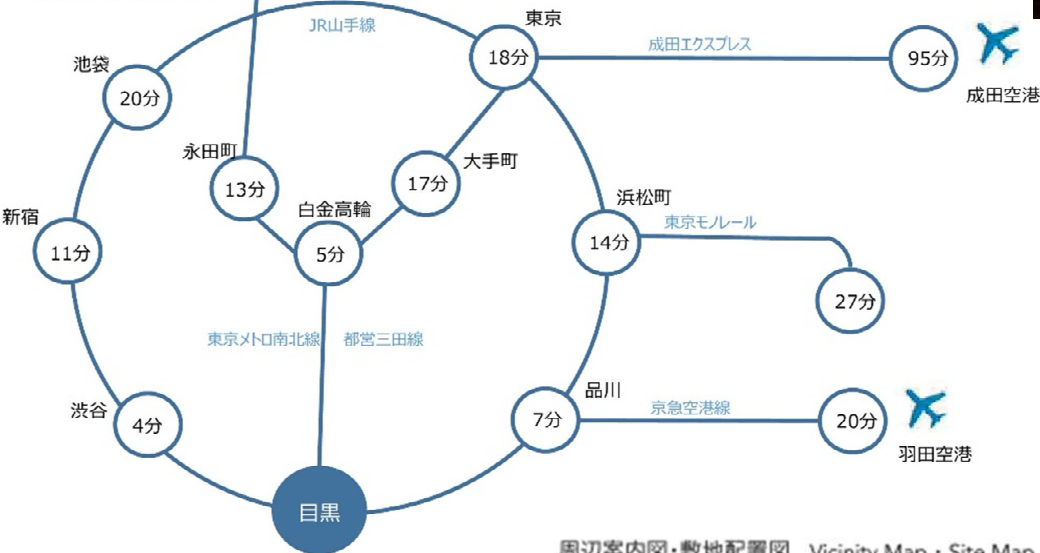 JR山手線
東京
18分
成田エクスプレス
95分
成田空港
池袋
20分
永田町
13分
大手町
17分
白金高輪
5分
新宿
11分
浜松町
14分
東京モノレール
27分
東京メトロ南北線
都営三田線
渋谷
4分
品川
7分
京急空港線
20分
羽田空港
目黒
周辺案内図・敷地配置図 Vicinity Map・Site Map